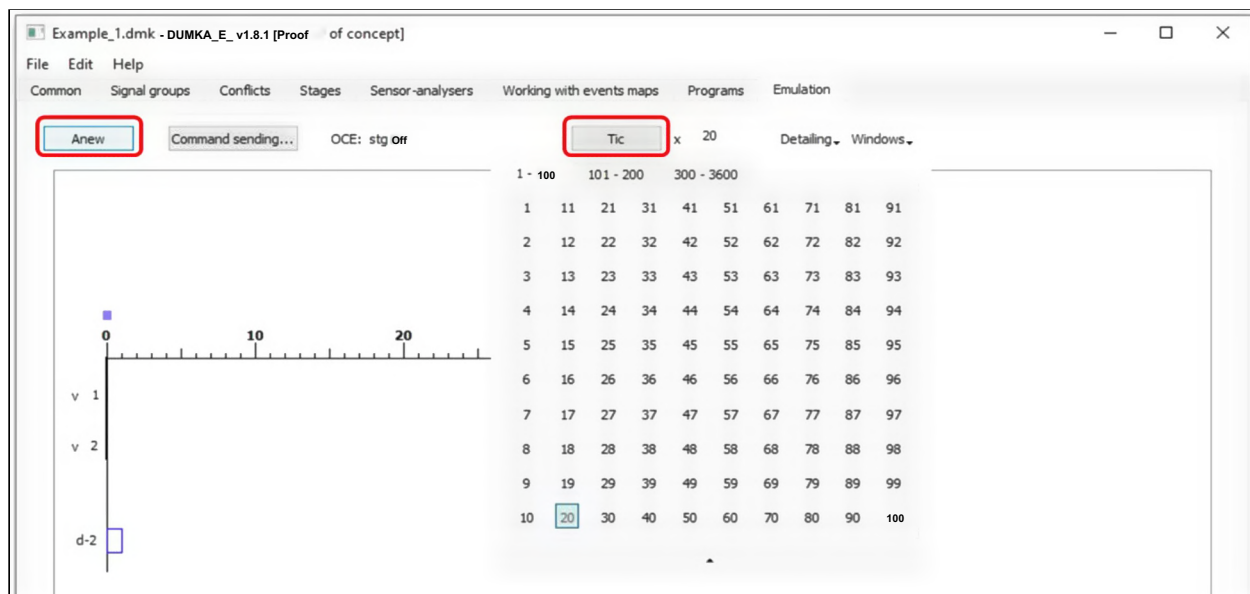 Example_1.dmk - DUMKA_E_ v1.8.1 [Proof of concept]
File Edit Help
Common Signal groups Conflicts Stages Sensor-analysers Working with events maps Programs Emulation
Anew Command sending... OCE: stg Off Tic x 20 Detailing Windows
1 - 100 101 - 200 300 - 3600
1 11 21 31 41 51 61 71 81 91
2 12 22 32 42 52 62 72 82 92
3 13 23 33 43 53 63 73 83 93
4 14 24 34 44 54 64 74 84 94
0 10 20
5 15 25 35 45 55 65 75 85 95
6 16 26 36 46 56 66 76 86 96
v 1
7 17 27 37 47 57 67 77 87 97
v 2
8 18 28 38 48 58 68 78 88 98
9 19 29 39 49 59 69 79 89 99
10 20 30 40 50 60 70 80 90 100
d-2